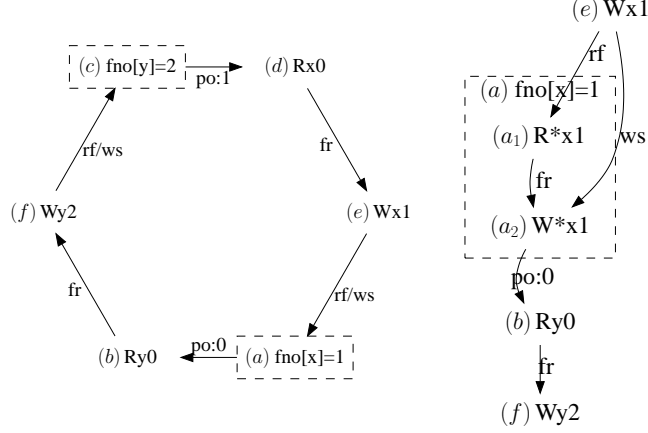 (c) fno[y]=2
po:1
(d) Rx0
fr
rf/ws
(f) Wy2
(e) Wx1
fr
rf/ws
(b) Ry0
po:0
(a) fno[x]=1
(e) Wx1
rf
(a) fno[x]=1
(a1) R*x1
ws
fr
(a2) W*x1
po:0
(b) Ry0
fr
(f) Wy2